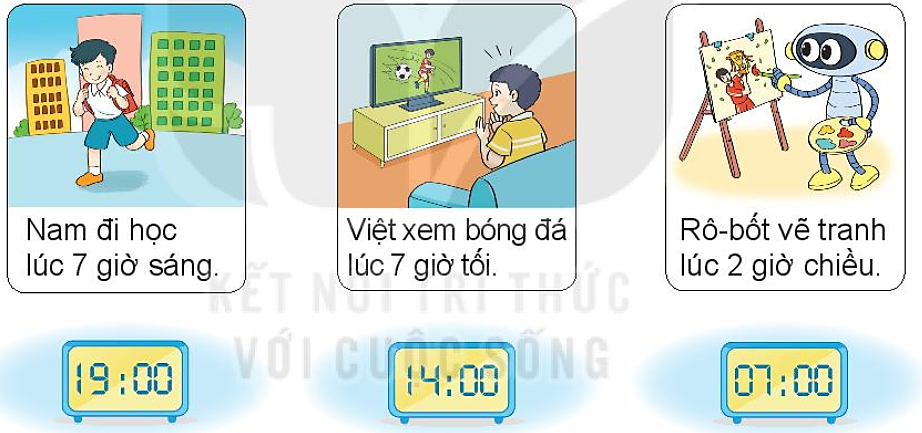 Nam đi học
lúc 7 giờ sáng.
Việt xem bóng đá
lúc 7 giờ tối.
Rô-bốt vẽ tranh
lúc 2 giờ chiều.
KẾT NỐI TRI THỨC
VỚI CUỘC SỐNG
19:00
14:00
07:00